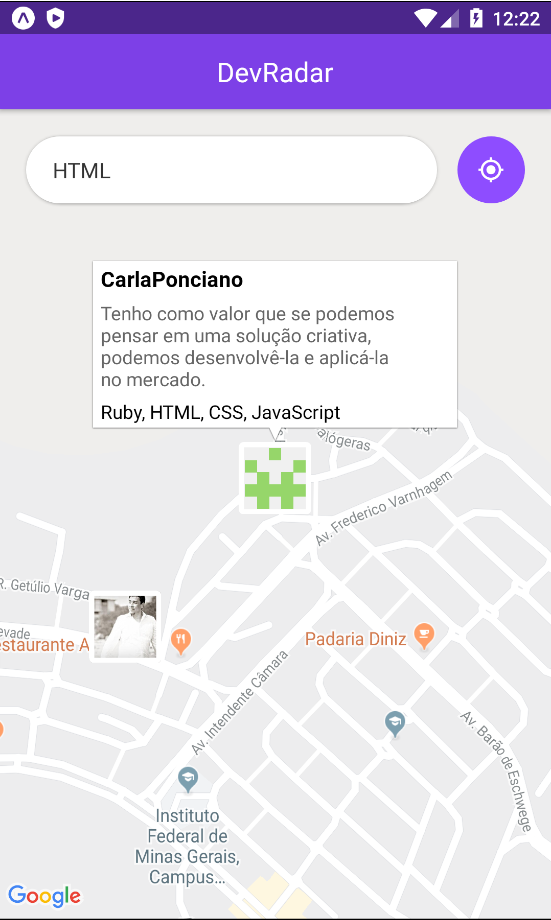 12:22
DevRadar
HTML
CarlaPonciano
Tenho como valor que se podemos
pensar em uma solução criativa,
podemos desenvolvê-la e aplicá-la
no mercado.
Ruby, HTML, CSS, JavaScript
alógeras
Av. Frederico Varnhagem
R. Getúlio Varga
evade
estaurante A
Padaria Diniz
Av. Intendente Câmara
Av. Barão de Eschwege
Instituto
Federal de
Minas Gerais,
Campus...
Google